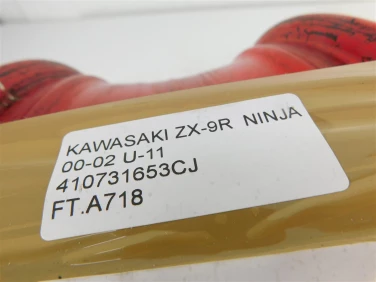 KAWASAKI ZX-9R NINJA
00-02 U-11
410731653CJ
FT.A718